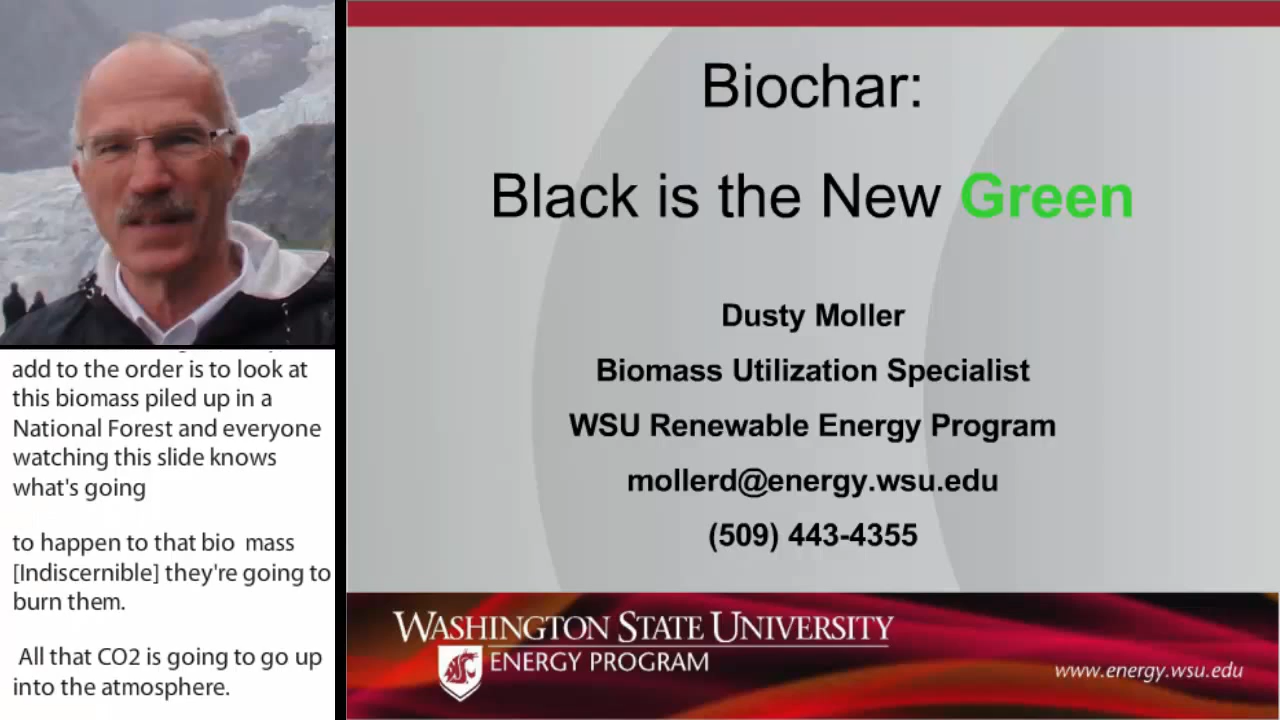 add to the order is to look at
this biomass piled up in a
National Forest and everyone
watching this slide knows
what's going
to happen to that bio mass
[Indiscernible] they're going to
burn them.
All that CO2 is going to go up
into the atmosphere.
Biochar:
Black is the New Green
Dusty Moller
Biomass Utilization Specialist
WSU Renewable Energy Program
mollerd@energy.wsu.edu
(509) 443-4355
WASHINGTON STATE UNIVERSITY
ENERGY PROGRAM
www.energy.wsu.edu